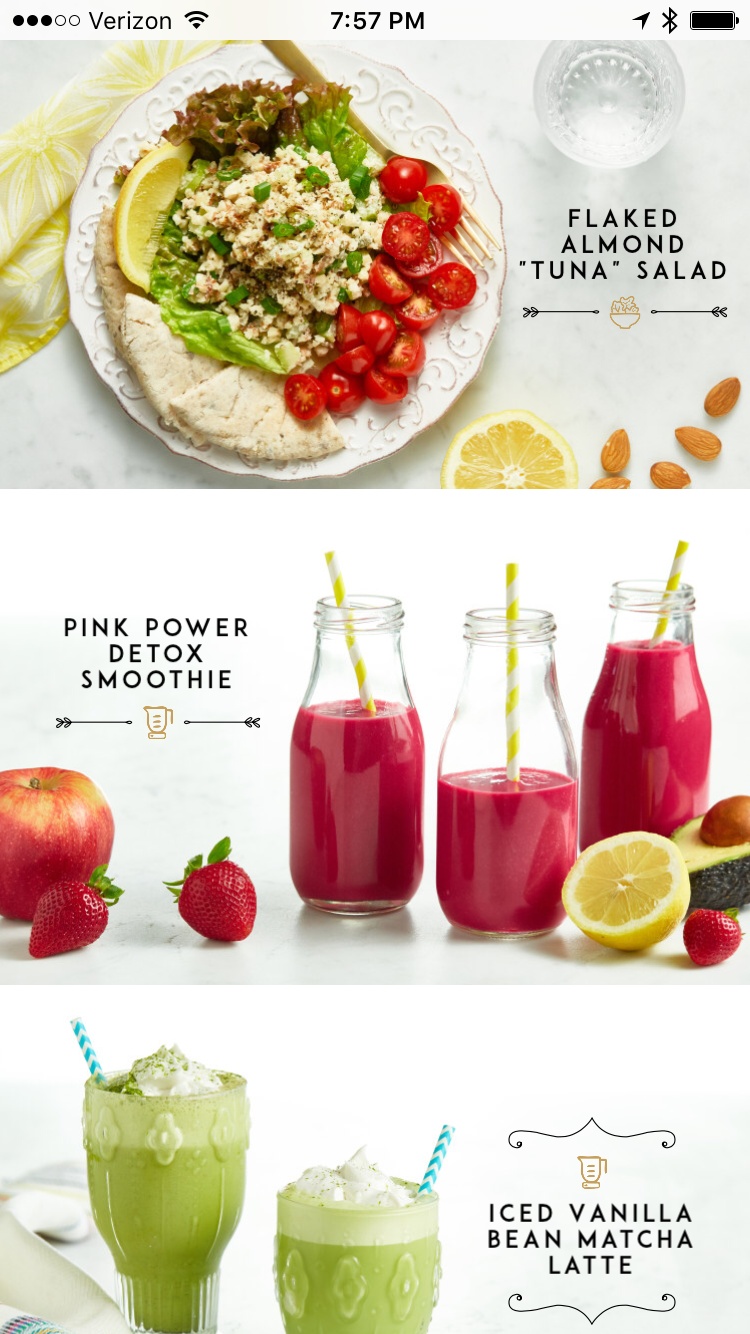 Verizon 7:57 PM
FLAKED
ALMOND
"TUNA" SALAD
PINK POWER
DETOX
SMOOTHIE
ICED VANILLA
BEAN MATCHA
LATTE